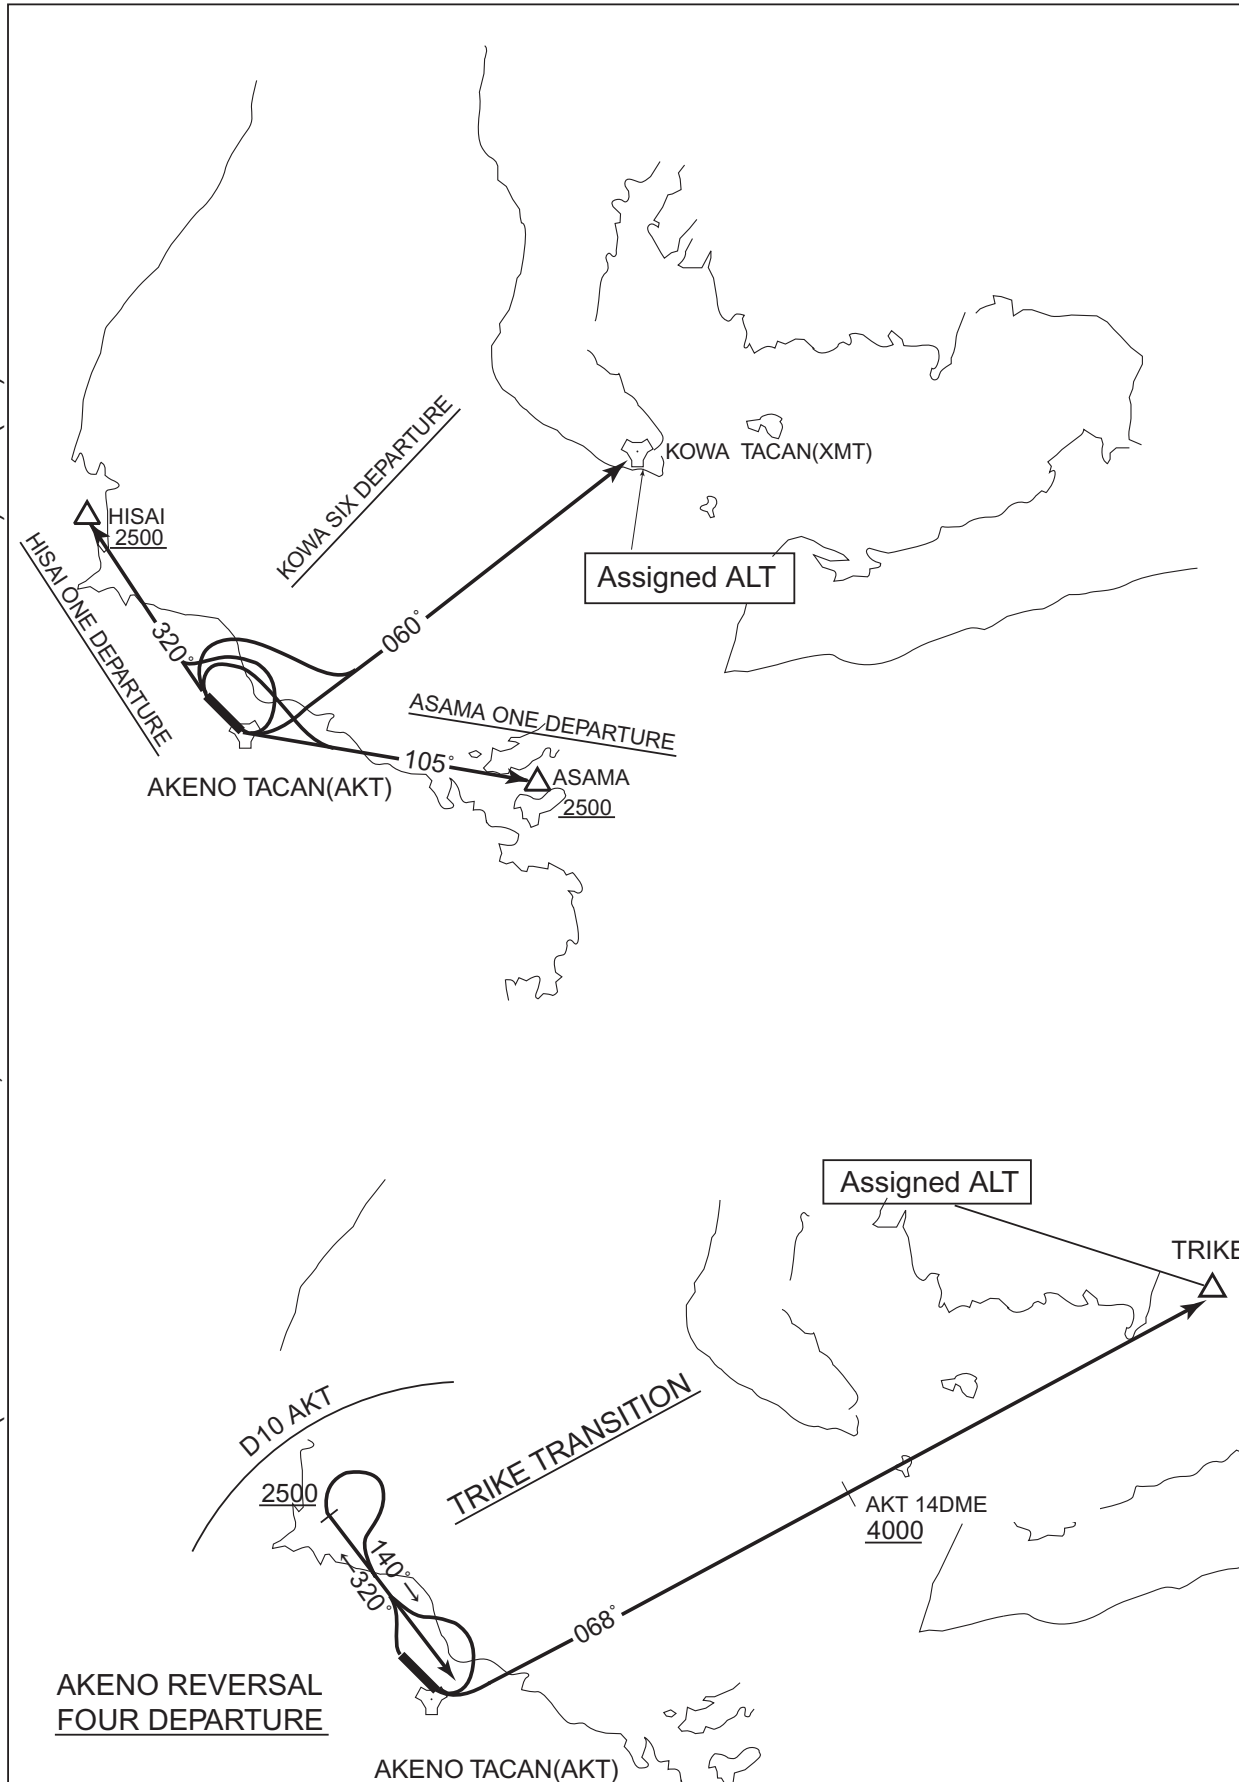 KOWA SIX DEPARTURE
KOWA TACAN(XMT)
HISAI
2500
HISAI ONE DEPARTURE
Assigned ALT
320°
060°
ASAMA ONE DEPARTURE
105°
ASAMA
2500
AKENO TACAN(AKT)
Assigned ALT
TRIKE
D10 AKT
TRIKE TRANSITION
2500
AKT 14DME
4000
140°
320°
068°
AKENO REVERSAL
FOUR DEPARTURE
AKENO TACAN(AKT)